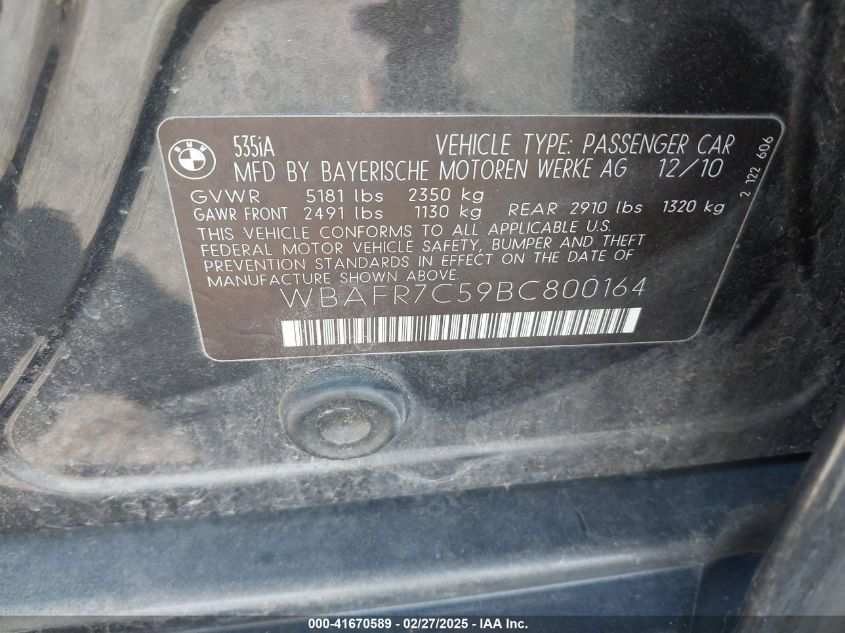 BMW
535iA VEHICLE TYPE: PASSENGER CAR
MFD BY BAYERISCHE MOTOREN WERKE AG 12/10
GVWR 5181 lbs 2350 kg
GAWR FRONT 2491 lbs 1130 kg REAR 2910 lbs 1320 kg
THIS VEHICLE CONFORMS TO ALL APPLICABLE U.S.
FEDERAL MOTOR VEHICLE SAFETY, BUMPER AND THEFT
PREVENTION STANDARDS IN EFFECT ON THE DATE OF
MANUFACTURE SHOWN ABOVE.
WBAFR7C59BC800164
2 122 606
000-41670589 - 02/27/2025 - IAA Inc.